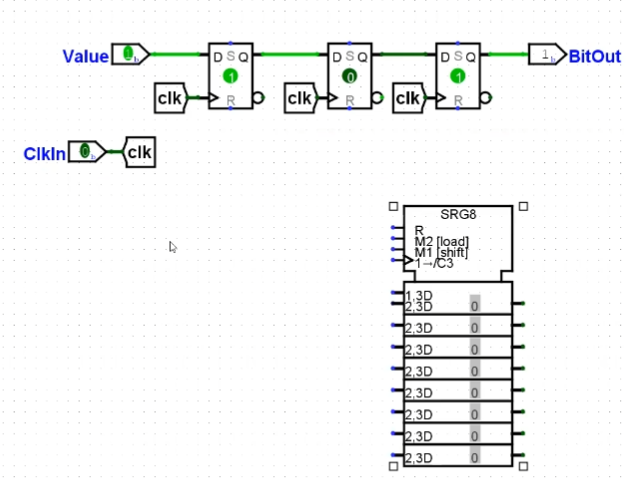 Value 1 b D S Q 1 R D S Q 0 R D S Q 1 R 1 b BitOut
clk clk clk
ClkIn 0 b clk
SRG8
R
M2 [load]
M1 [shift]
1→/C3
1,3D
2,3D 0
2,3D 0
2,3D 0
2,3D 0
2,3D 0
2,3D 0
2,3D 0
2,3D 0